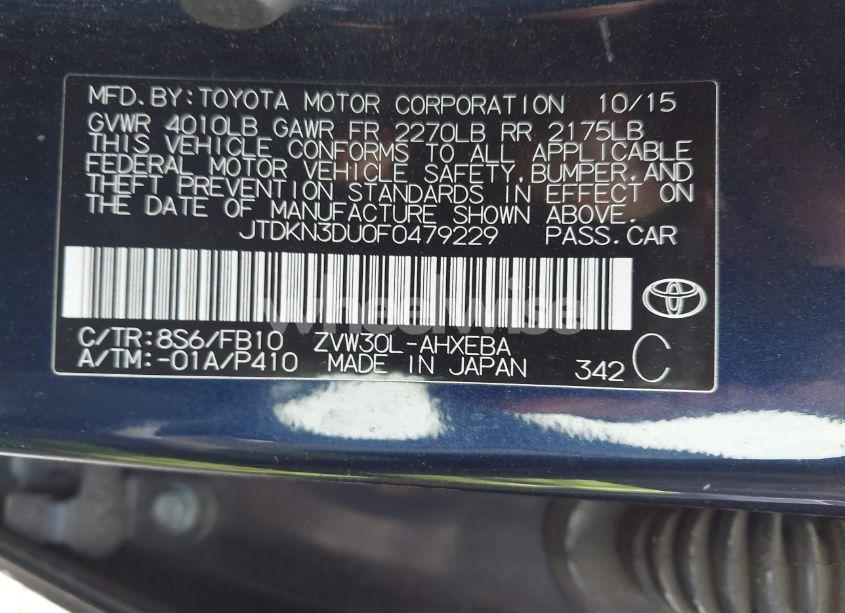 MFD.BY:TOYOTA MOTOR CORPORATION 10/15
GVWR 4010LB GAWR FR 2270LB RR 2175LB
THIS VEHICLE CONFORMS TO ALL APPLICABLE
FEDERAL MOTOR VEHICLE SAFETY,BUMPER,AND
THEFT PREVENTION STANDARDS IN EFFECT ON
THE DATE OF MANUFACTURE SHOWN ABOVE.
JTDKN3DU0F0479229 PASS.CAR
wheelwise
C/TR:8S6/FB10 ZVW30L-AHXEBA
A/TM:-01A/P410 MADE IN JAPAN 342 C